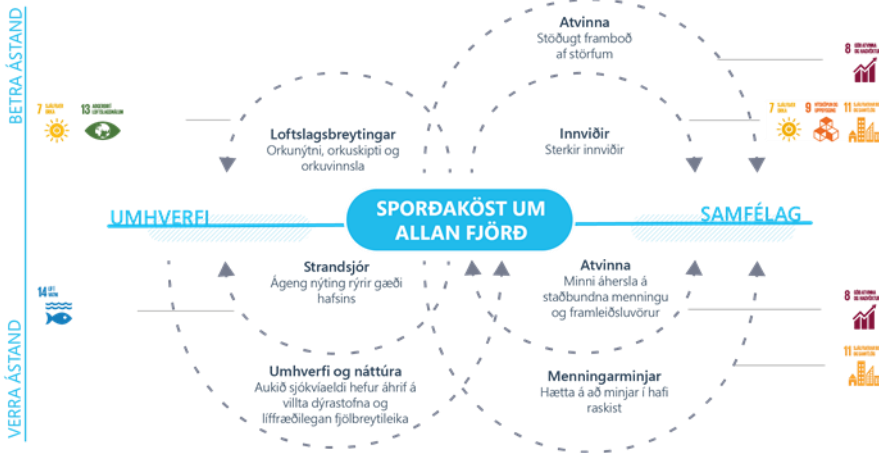 BETRA ÁSTAND
VERRA ÁSTAND
Atvinna
Stöðugt framboð
af störfum
8
7
13
7
9
11
Loftslagsbreytingar
Orkunýtni, orkuskipti og
orkuvinnsla
Innviðir
Sterkir innviðir
UMHVERFI
SPORÐAKÖST UM
ALLAN FJÖRÐ
SAMFÉLAG
Strandsjór
Ágeng nýting rýrir gæði
hafsins
Atvinna
Minni áhersla á
staðbundna menningu
og framleiðsluvörur
14
8
11
Umhverfi og náttúra
Aukið sjókvíaeldi hefur áhrif á
villta dýrastofna og
líffræðilegan fjölbreytileika
Menningarminjar
Hætta á að minjar í hafi
raskist